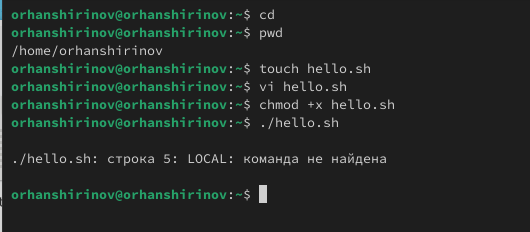 orhanshirinov@orhanshirinov:~$ cd
orhanshirinov@orhanshirinov:~$ pwd
/home/orhanshirinov
orhanshirinov@orhanshirinov:~$ touch hello.sh
orhanshirinov@orhanshirinov:~$ vi hello.sh
orhanshirinov@orhanshirinov:~$ chmod +x hello.sh
orhanshirinov@orhanshirinov:~$ ./hello.sh
./hello.sh: строка 5: LOCAL: команда не найдена
orhanshirinov@orhanshirinov:~$